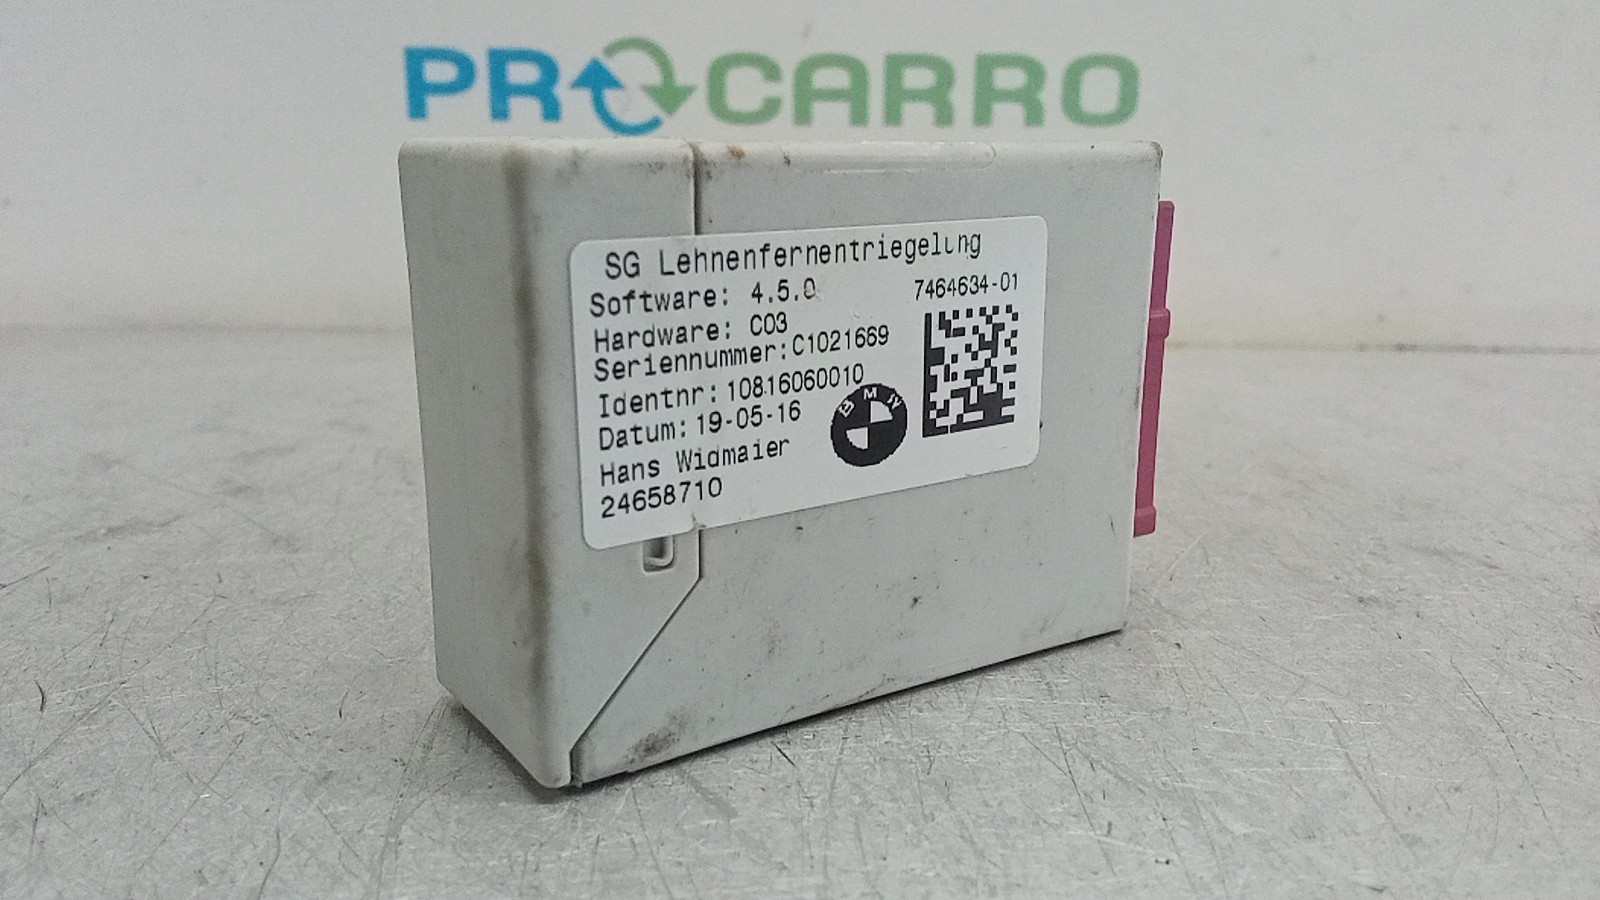 PROCARRO
SG Lehnenfernentriegelung
Software: 4.5.0
7464634-01
Hardware: C03
Seriennummer:C1021669
Identnr:10816060010
Datum:19-05-16
BMW
Hans Widmaier
24658710